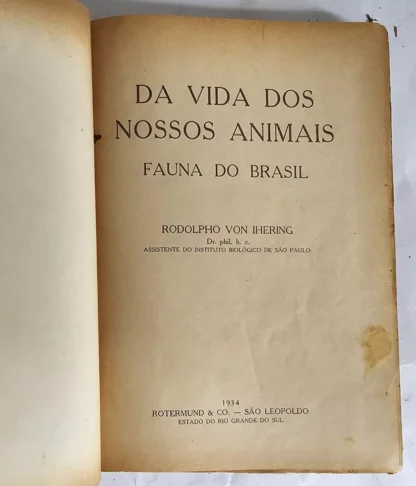 DA VIDA DOS
NOSSOS ANIMAIS
FAUNA DO BRASIL
RODOLPHO VON IHERING
Dr. phil. h. c.
ASSISTENTE DO INSTITUTO BIOLÓGICO DE SÃO PAULO
1934
ROTERMUND & CO. — SÃO LEOPOLDO
ESTADO DO RIO GRANDE DO SUL